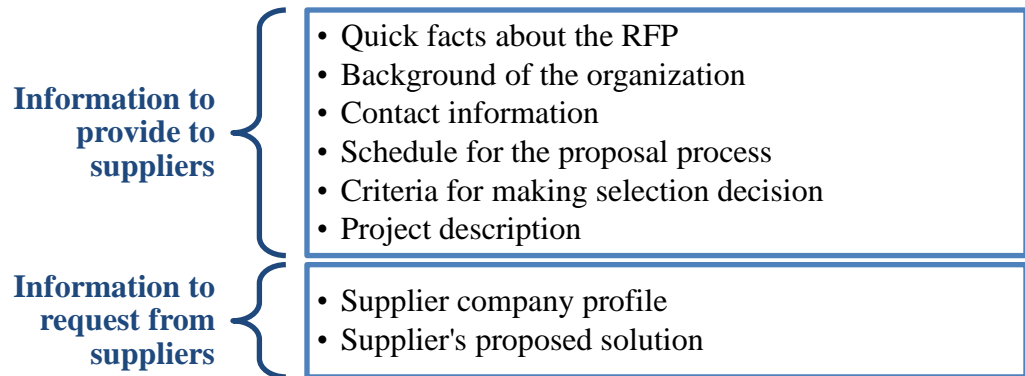 Information to
provide to
suppliers
• Quick facts about the RFP
• Background of the organization
• Contact information
• Schedule for the proposal process
• Criteria for making selection decision
• Project description
Information to
request from
suppliers
• Supplier company profile
• Supplier's proposed solution